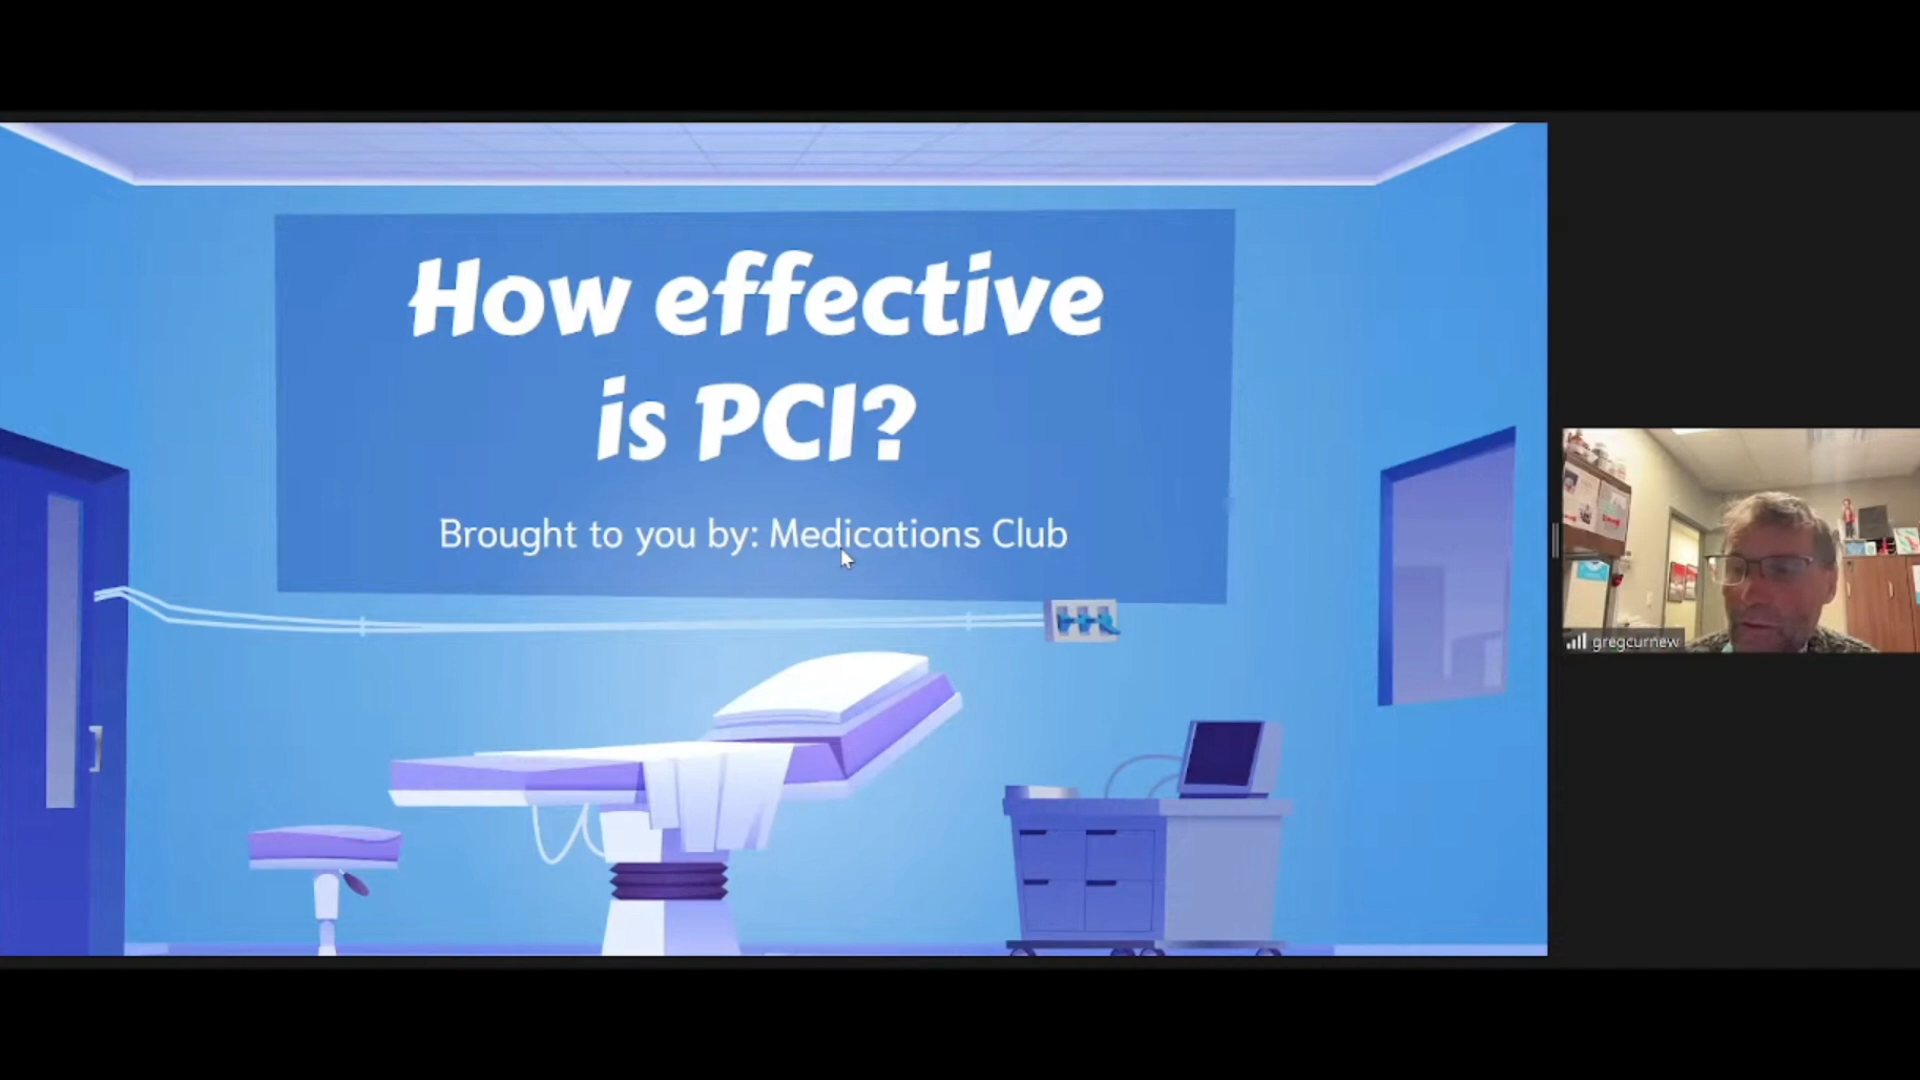 How effective
is PCI?
Brought to you by: Medications Club
gregcurnew